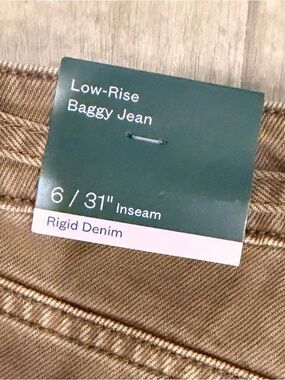 Low-Rise
Baggy Jean
6 / 31" Inseam
Rigid Denim